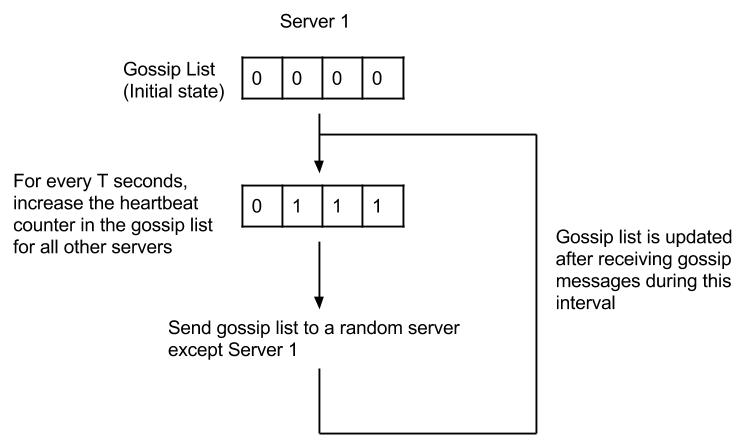 Server 1
Gossip List
(Initial state)
0 0 0 0
For every T seconds,
increase the heartbeat
counter in the gossip list
for all other servers
0 1 1 1
Gossip list is updated
after receiving gossip
messages during this
interval
Send gossip list to a random server
except Server 1